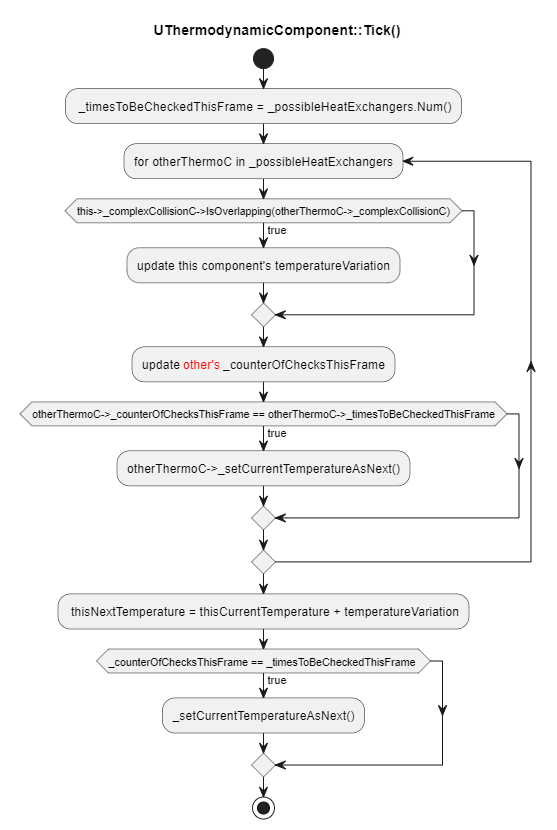 UThermodynamicComponent::Tick()
_timesToBeCheckedThisFrame = _possibleHeatExchangers.Num()
for otherThermoC in _possibleHeatExchangers
this->_complexCollisionC->IsOverlapping(otherThermoC->_complexCollisionC)
true
update this component's temperatureVariation
update other's _counterOfChecksThisFrame
otherThermoC->_counterOfChecksThisFrame == otherThermoC->_timesToBeCheckedThisFrame
true
otherThermoC->_setCurrentTemperatureAsNext()
thisNextTemperature = thisCurrentTemperature + temperatureVariation
_counterOfChecksThisFrame == _timesToBeCheckedThisFrame
true
_setCurrentTemperatureAsNext()